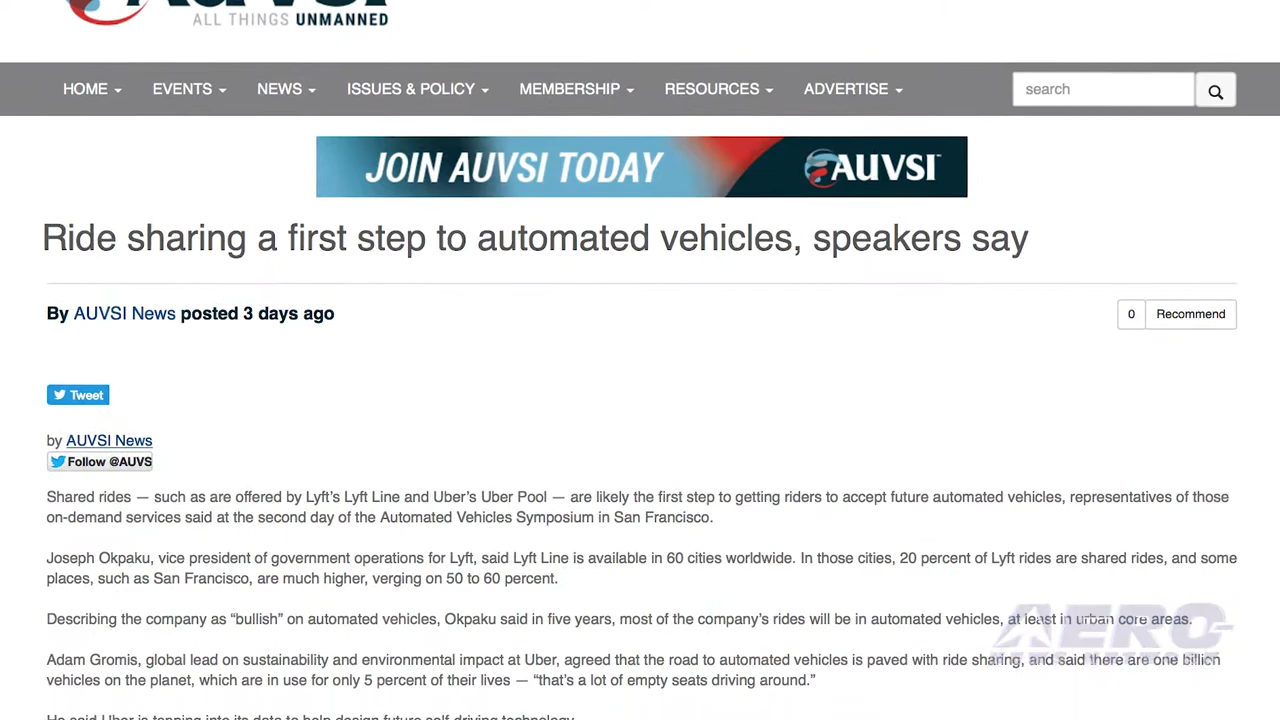 AUVSI
ALL THINGS UNMANNED
HOME EVENTS NEWS ISSUES & POLICY MEMBERSHIP RESOURCES ADVERTISE search
JOIN AUVSI TODAY AUVSI
Ride sharing a first step to automated vehicles, speakers say
By AUVSI News posted 3 days ago
0 Recommend
Tweet
by AUVSI News
Follow @AUVS
Shared rides — such as are offered by Lyft’s Lyft Line and Uber’s Uber Pool — are likely the first step to getting riders to accept future automated vehicles, representatives of those
on-demand services said at the second day of the Automated Vehicles Symposium in San Francisco.
Joseph Okpaku, vice president of government operations for Lyft, said Lyft Line is available in 60 cities worldwide. In those cities, 20 percent of Lyft rides are shared rides, and some
places, such as San Francisco, are much higher, verging on 50 to 60 percent.
Describing the company as “bullish” on automated vehicles, Okpaku said in five years, most of the company’s rides will be in automated vehicles, at least in urban core areas.
Adam Gromis, global lead on sustainability and environmental impact at Uber, agreed that the road to automated vehicles is paved with ride sharing, and said there are one billion
vehicles on the planet, which are in use for only 5 percent of their lives — “that’s a lot of empty seats driving around.”
He said Uber is tapping into its data to help design future self-driving technology.
AERO
NEWS NETWORK